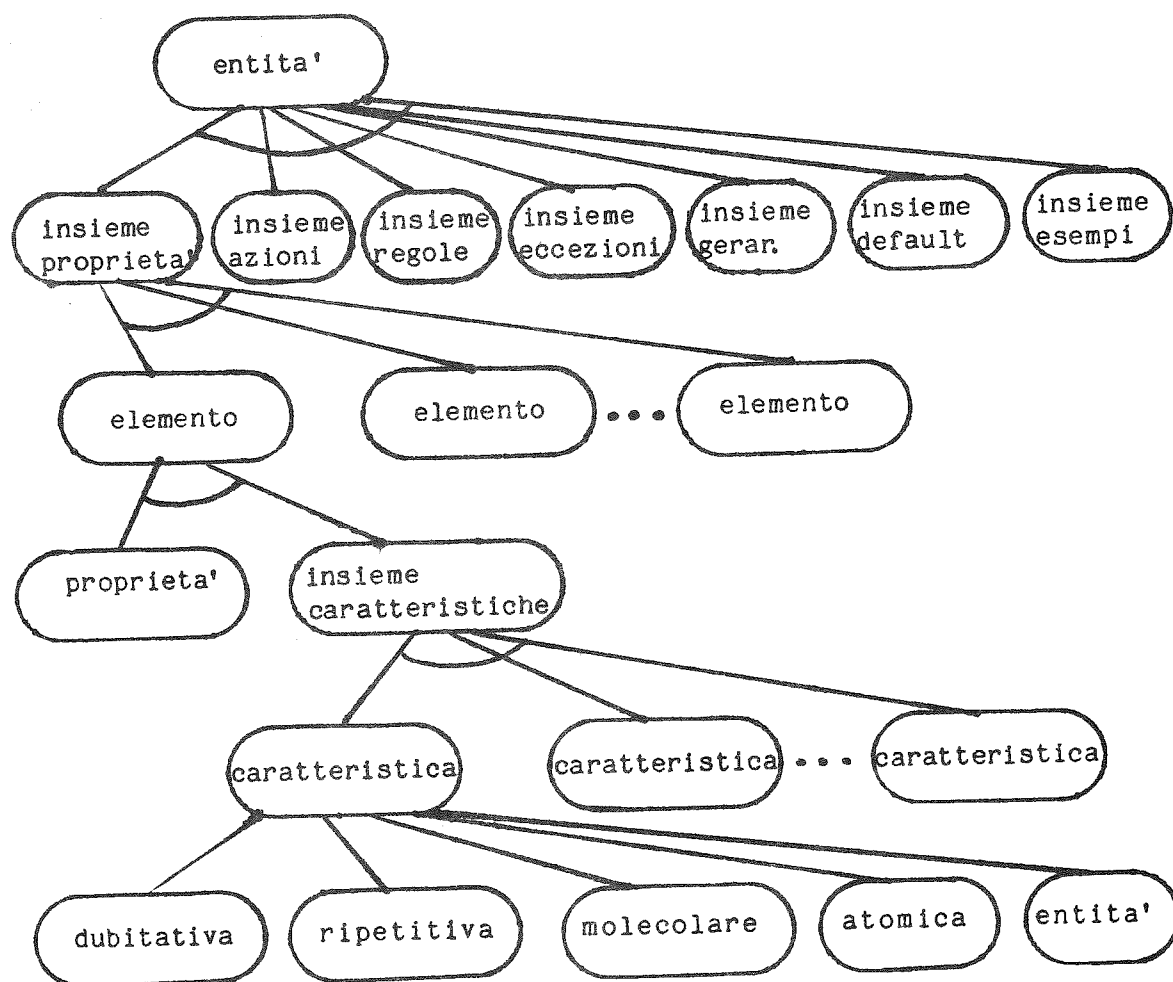 entita'
insieme
proprieta'
insieme
azioni
insieme
regole
insieme
eccezioni
insieme
gerar.
insieme
default
insieme
esempi
elemento
elemento
elemento
proprieta'
insieme
caratteristiche
caratteristica
caratteristica
caratteristica
dubitativa
ripetitiva
molecolare
atomica
entita'